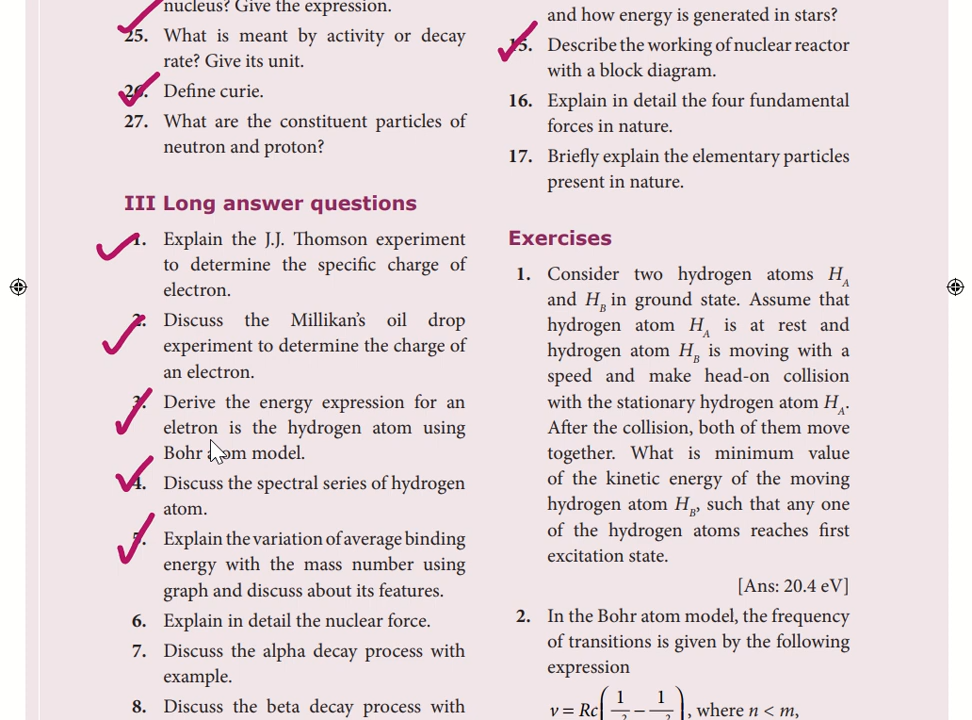 nucleus? Give the expression.
25. What is meant by activity or decay
rate? Give its unit.
26. Define curie.
27. What are the constituent particles of
neutron and proton?
III Long answer questions
1. Explain the J.J. Thomson experiment
to determine the specific charge of
electron.
2. Discuss the Millikan's oil drop
experiment to determine the charge of
an electron.
3. Derive the energy expression for an
eletron is the hydrogen atom using
Bohr atom model.
4. Discuss the spectral series of hydrogen
atom.
5. Explain the variation of average binding
energy with the mass number using
graph and discuss about its features.
6. Explain in detail the nuclear force.
7. Discuss the alpha decay process with
example.
8. Discuss the beta decay process with
and how energy is generated in stars?
15. Describe the working of nuclear reactor
with a block diagram.
16. Explain in detail the four fundamental
forces in nature.
17. Briefly explain the elementary particles
present in nature.
Exercises
1. Consider two hydrogen atoms H_A
and H_B in ground state. Assume that
hydrogen atom H_A is at rest and
hydrogen atom H_B is moving with a
speed and make head-on collision
with the stationary hydrogen atom H_A.
After the collision, both of them move
together. What is minimum value
of the kinetic energy of the moving
hydrogen atom H_B, such that any one
of the hydrogen atoms reaches first
excitation state.
[Ans: 20.4 eV]
2. In the Bohr atom model, the frequency
of transitions is given by the following
expression
v = Rc(1/ - 1/), where n < m,